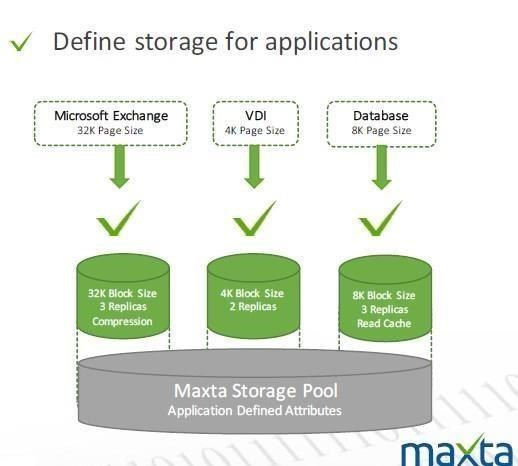 Define storage for applications
Microsoft Exchange
32K Page Size
VDI
4K Page Size
Database
8K Page Size
32K Block Size
3 Replicas
Compression
4K Block Size
2 Replicas
8K Block Size
3 Replicas
Read Cache
Maxta Storage Pool
Application Defined Attributes
maxta